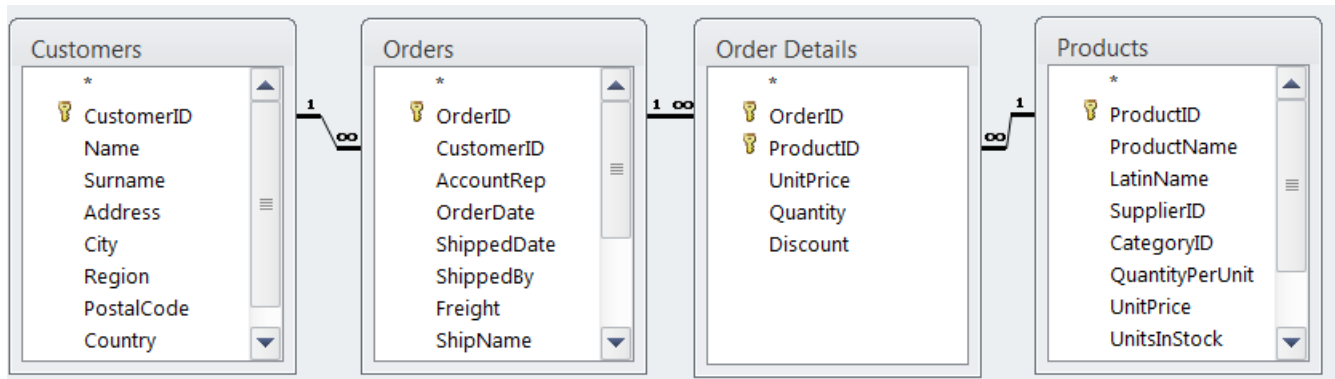 Customers
*
CustomerID
Name
Surname
Address
City
Region
PostalCode
Country
1
∞
Orders
*
OrderID
CustomerID
AccountRep
OrderDate
ShippedDate
ShippedBy
Freight
ShipName
1 ∞
Order Details
*
OrderID
ProductID
UnitPrice
Quantity
Discount
1
∞
Products
*
ProductID
ProductName
LatinName
SupplierID
CategoryID
QuantityPerUnit
UnitPrice
UnitsInStock